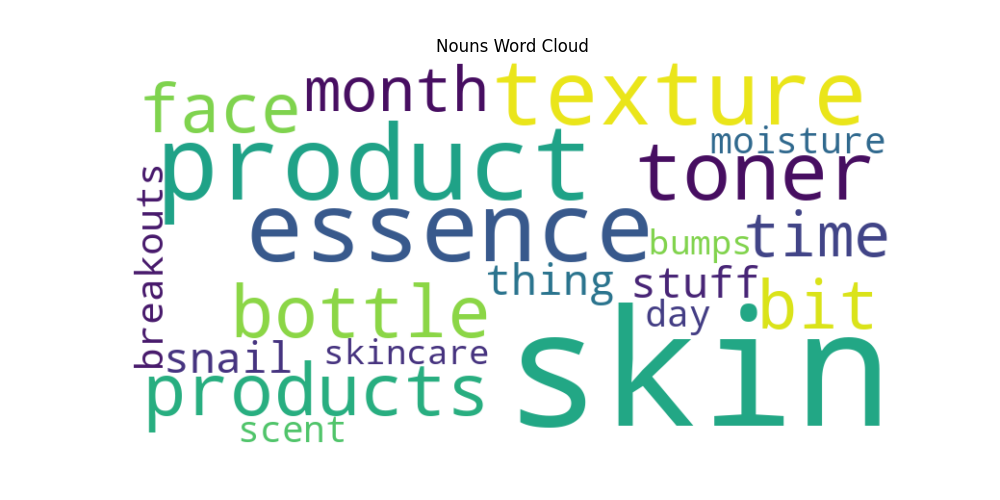 Nouns Word Cloud
face
month
texture
product
moisture
toner
breakouts
essence
bumps
time
thing
stuff
bottle
day
bit
snail
skincare
skin
products
scent